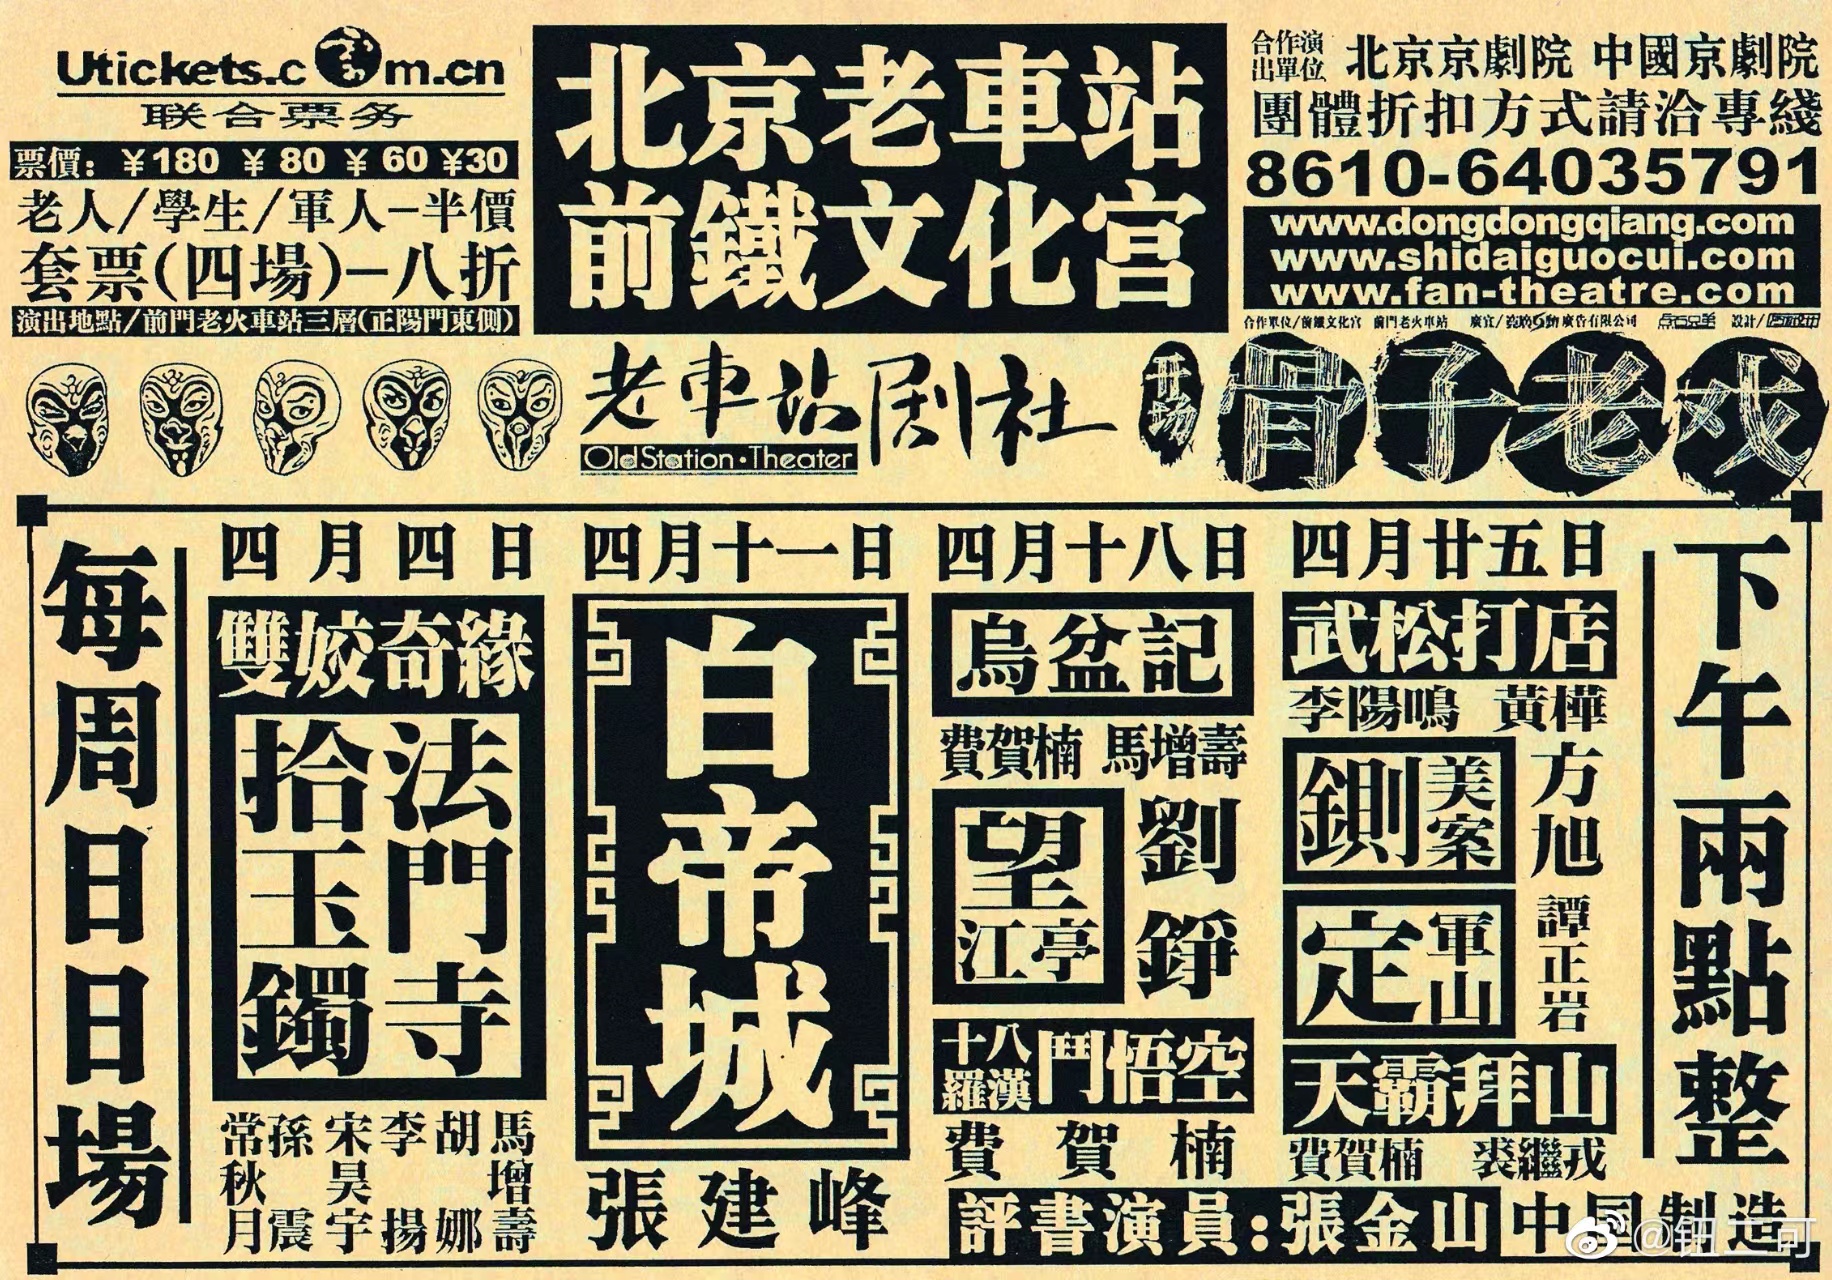 Utickets.com.cn
联合票务
票價：¥180 ¥80 ¥60 ¥30
老人/學生/軍人—半價
套票(四場)—八折
演出地點/前門老火車站三層(正陽門東側)
北京老車站
前鐵文化宮
合作演出單位 北京京劇院 中國京劇院
團體折扣方式請洽專綫
8610-64035791
www.dongdongqiang.com
www.shidaiguocui.com
www.fan-theatre.com
合作單位/前鐵文化宮 前門老火車站
老車站剧社
OldStation·Theater
开场
骨子老戏
每周日日場
四月四日
雙姣奇緣
法門寺
拾玉鐲
馬增壽
胡娜
李揚
宋昊宇
孫震
常秋月
四月十一日
白帝城
張建峰
四月十八日
烏盆記
費賀楠 馬增壽
望江亭
劉錚
十八羅漢鬥悟空
費賀楠
四月廿五日
武松打店
李陽鳴 黃樺
鍘美案
方旭
定軍山
譚正岩
天霸拜山
費賀楠 裘繼戎
評書演員:張金山
中国制造
下午兩點整
@钥二可